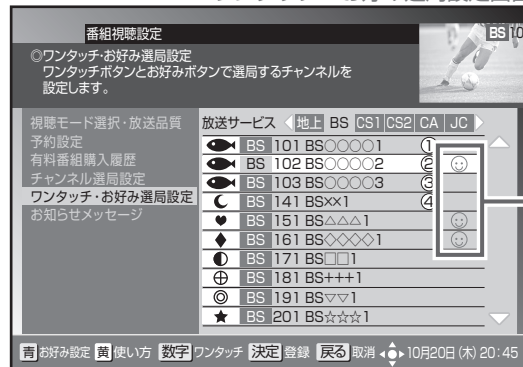 番組視聴設定
BS 10
◎ワンタッチ・お好み選局設定
ワンタッチボタンとお好みボタンで選局するチャンネルを
設定します。
視聴モード選択・放送品質
予約設定
有料番組購入履歴
チャンネル選局設定
ワンタッチ・お好み選局設定
お知らせメッセージ
放送サービス 地上 BS CS1 CS2 CA JC
BS 101 BS○○○○1 ①
BS 102 BS○○○○2 ②
BS 103 BS○○○○3 ③
BS 141 BS××1 ④
BS 151 BS△△△1
BS 161 BS◇◇◇◇1
BS 171 BS□□1
BS 181 BS+++1
BS 191 BS▽▽1
BS 201 BS☆☆☆1
青 お好み設定 黄 使い方 数字 ワンタッチ 決定 登録 戻る 取消 10月20日(木) 20:45